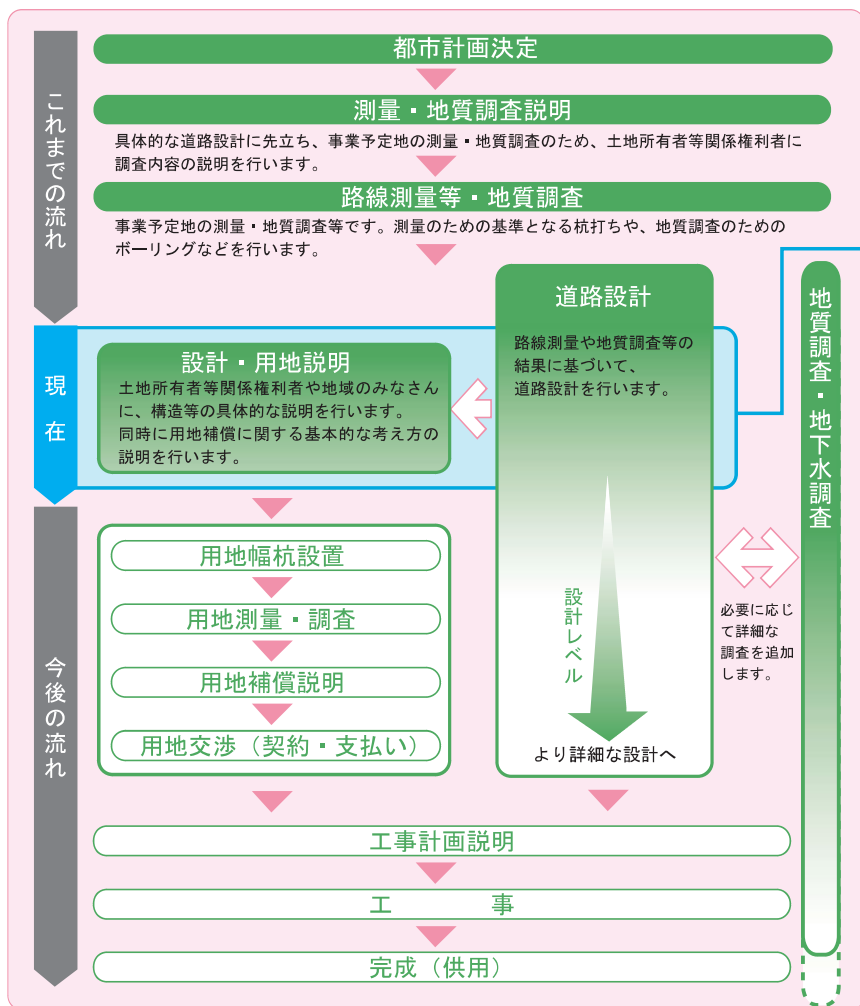 これまでの流れ
都市計画決定
測量・地質調査説明
具体的な道路設計に先立ち、事業予定地の測量・地質調査のため、土地所有者等関係権利者に
調査内容の説明を行います。
路線測量等・地質調査
事業予定地の測量・地質調査等です。測量のための基準となる杭打ちや、地質調査のための
ボーリングなどを行います。
現在
設計・用地説明
土地所有者等関係権利者や地域のみなさん
に、構造等の具体的な説明を行います。
同時に用地補償に関する基本的な考え方の
説明を行います。
道路設計
路線測量や地質調査等の
結果に基づいて、
道路設計を行います。
設計レベル
より詳細な設計へ
地質調査・地下水調査
必要に応じ
て詳細な
調査を追加
します。
今後の流れ
用地幅杭設置
用地測量・調査
用地補償説明
用地交渉（契約・支払い）
工事計画説明
工　事
完成（供用）